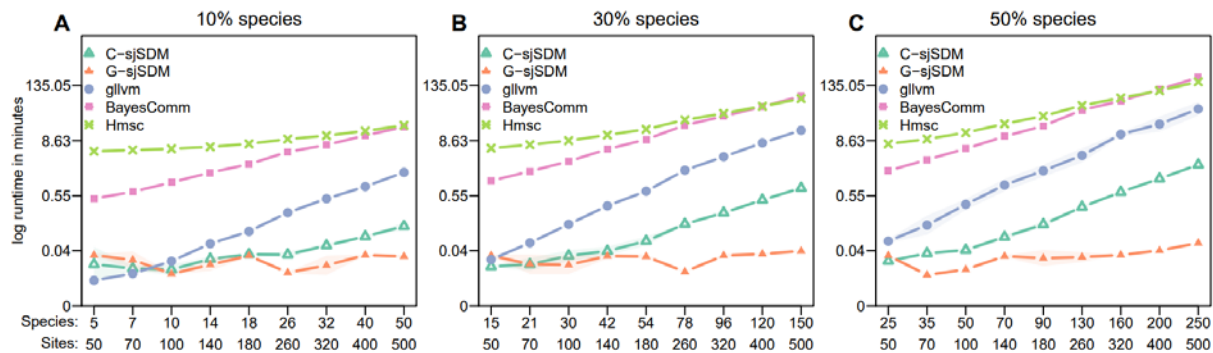 A 10% species
C−sjSDM
G−sjSDM
gllvm
BayesComm
Hmsc
log runtime in minutes
135.05
8.63
0.55
0.04
0
Species: 5 7 10 14 18 26 32 40 50
Sites: 50 70 100 140 180 260 320 400 500
B 30% species
C−sjSDM
G−sjSDM
gllvm
BayesComm
Hmsc
135.05
8.63
0.55
0.04
0
15 21 30 42 54 78 96 120 150
50 70 100 140 180 260 320 400 500
C 50% species
C−sjSDM
G−sjSDM
gllvm
BayesComm
Hmsc
135.05
8.63
0.55
0.04
0
25 35 50 70 90 130 160 200 250
50 70 100 140 180 260 320 400 500